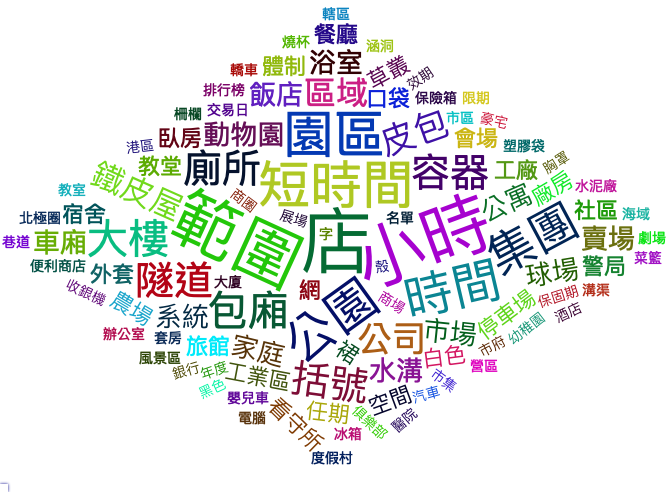 轄區
餐廳
燒杯
涵洞
浴室
體制
轎車
草叢
效期
排行榜
飯店
區域
口袋
保險箱
限期
交易日
柵欄
園區
皮包
市區
豪宅
港區
臥房
動物園
會場
塑膠袋
教堂
廁所
短時間
容器
工廠
胸罩
教室
鐵皮屋
商圈
公寓
廠房
水泥廠
北極圈
宿舍
範圍
展場
店
名單
小時
集團
社區
海域
巷道
車廂
大樓
字
賣場
劇場
便利商店
外套
隧道
大廈
殼
時間
球場
警局
菜籃
收銀機
農場
系統
包廂
網
公園
商場
停車場
保固期
溝渠
辦公室
套房
旅館
家庭
裙
公司
市場
幼稚園
酒店
風景區
銀行
年度
工業區
括號
水溝
白色
市府
營區
黑色
嬰兒車
看守所
任期
空間
汽車
市集
電腦
俱樂部
醫院
冰箱
度假村